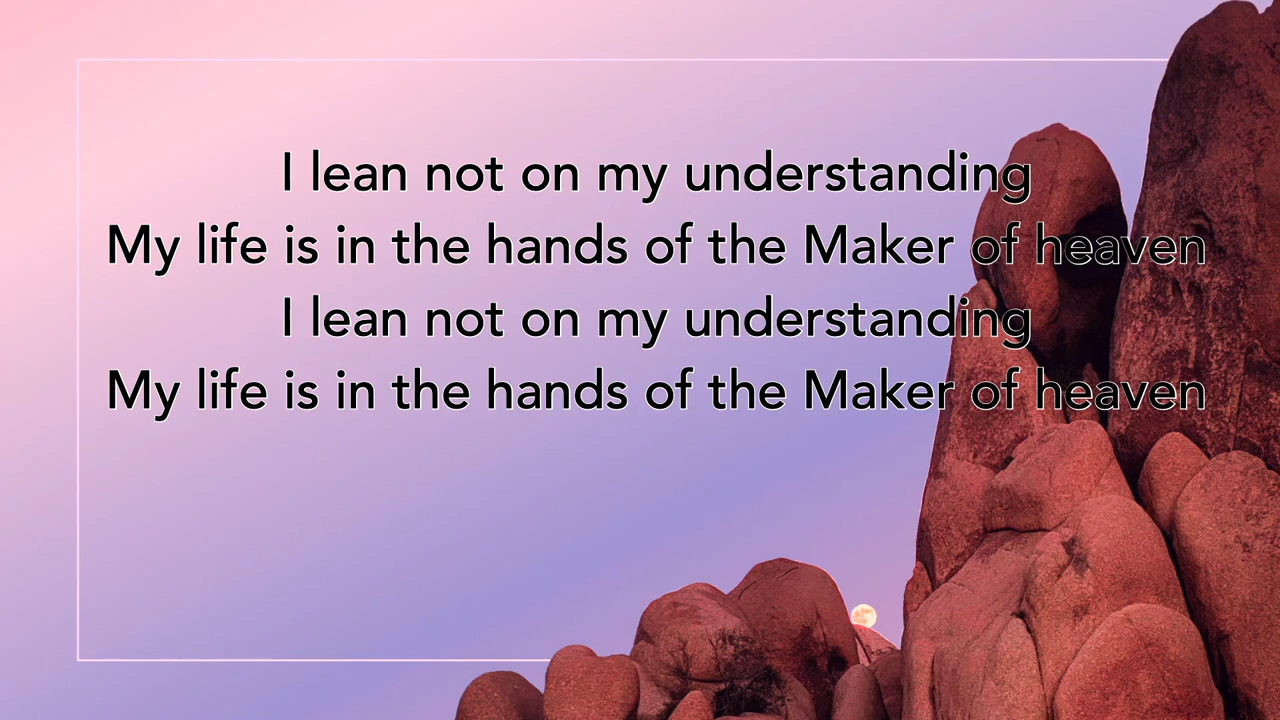 I lean not on my understanding
My life is in the hands of the Maker of heaven
I lean not on my understanding
My life is in the hands of the Maker of heaven